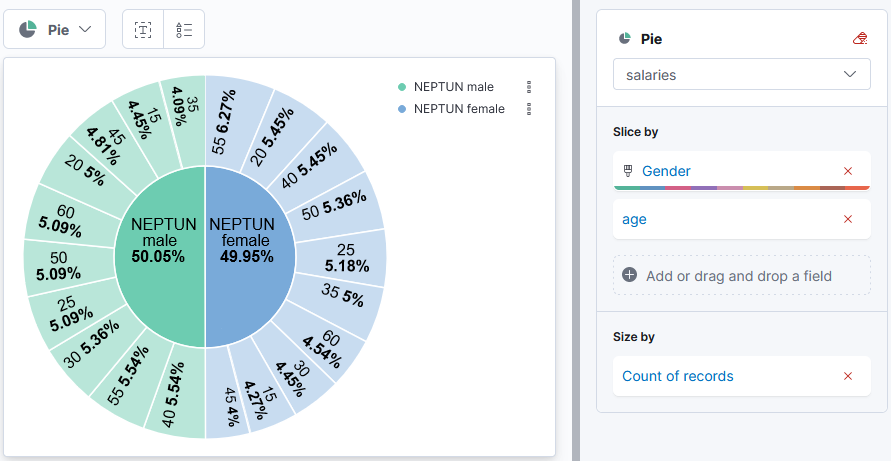 Pie
NEPTUN male
NEPTUN female
55 6.27%
20 5.45%
40 5.45%
50 5.36%
25
5.18%
35 5%
60
4.54%
30
4.45%
15
4.27%
45 4%
40 5.54%
55 5.54%
30 5.36%
25
5.09%
50
5.09%
60
5.09%
20 5%
45
4.81%
15
4.45%
35
4.09%
NEPTUN
male
50.05%
NEPTUN
female
49.95%
Pie
salaries
Slice by
Gender
age
Add or drag and drop a field
Size by
Count of records